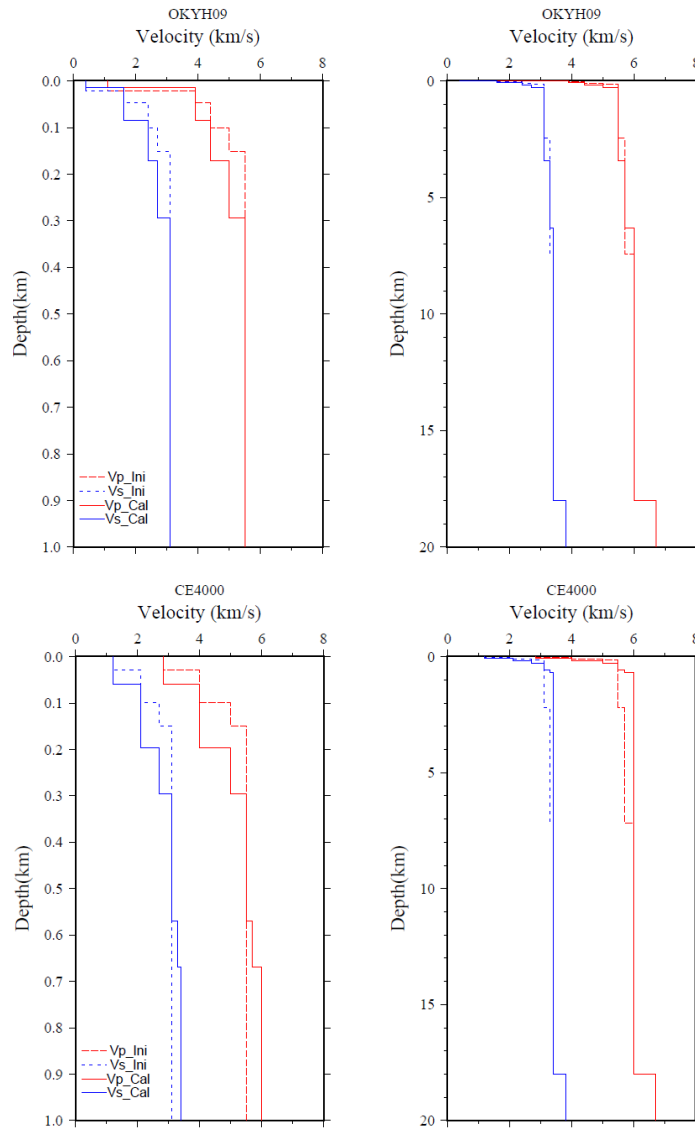 OKYH09
Velocity (km/s)
0 2 4 6 8
0.0
0.1
0.2
0.3
0.4
0.5
0.6
0.7
0.8
0.9
1.0
Depth(km)
Vp_Ini
Vs_Ini
Vp_Cal
Vs_Cal
OKYH09
Velocity (km/s)
0 2 4 6 8
0
5
10
15
20
Depth(km)
CE4000
Velocity (km/s)
0 2 4 6 8
0.0
0.1
0.2
0.3
0.4
0.5
0.6
0.7
0.8
0.9
1.0
Depth(km)
Vp_Ini
Vs_Ini
Vp_Cal
Vs_Cal
CE4000
Velocity (km/s)
0 2 4 6 8
0
5
10
15
20
Depth(km)